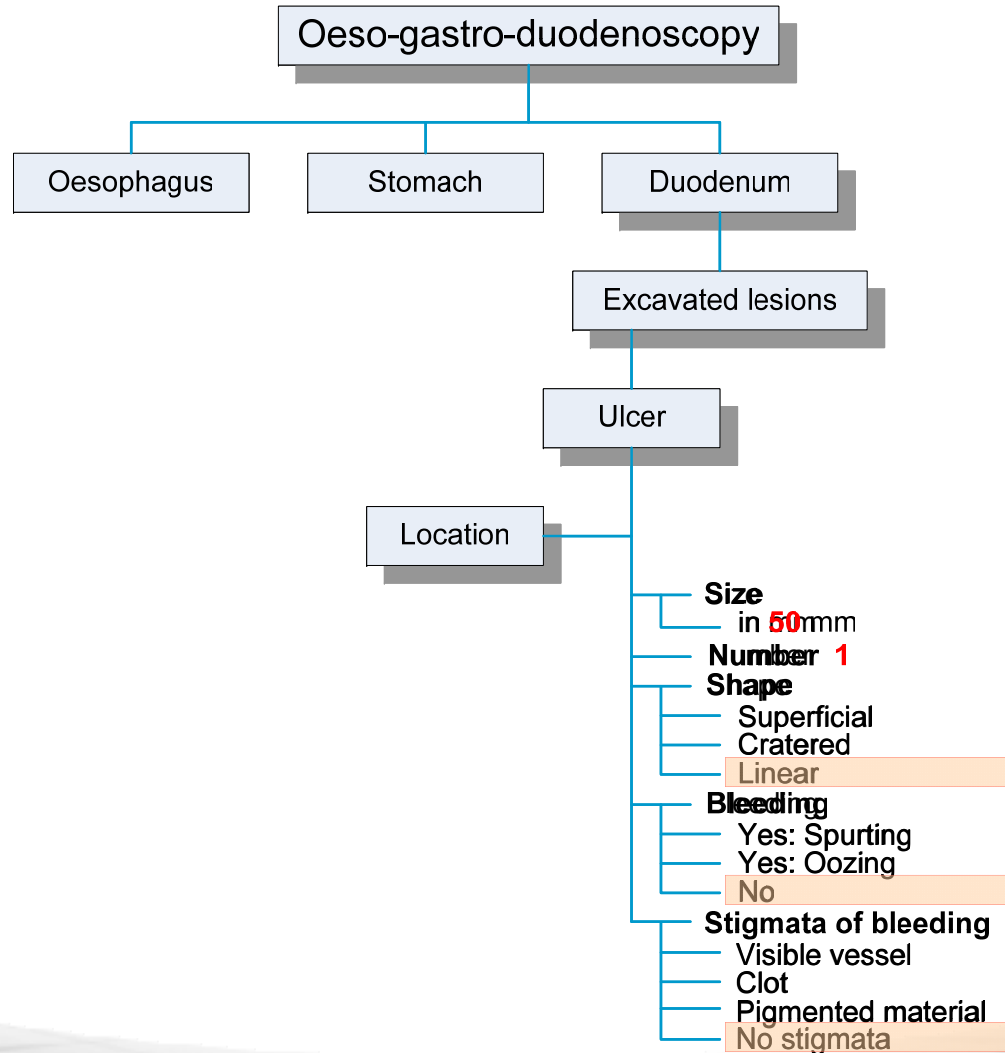 Oeso-gastro-duodenoscopy
Oesophagus
Stomach
Duodenum
Excavated lesions
Ulcer
Location
Size
in 50 mm
Number 1
Shape
Superficial
Cratered
Linear
Bleeding
Yes: Spurting
Yes: Oozing
No
Stigmata of bleeding
Visible vessel
Clot
Pigmented material
No stigmata